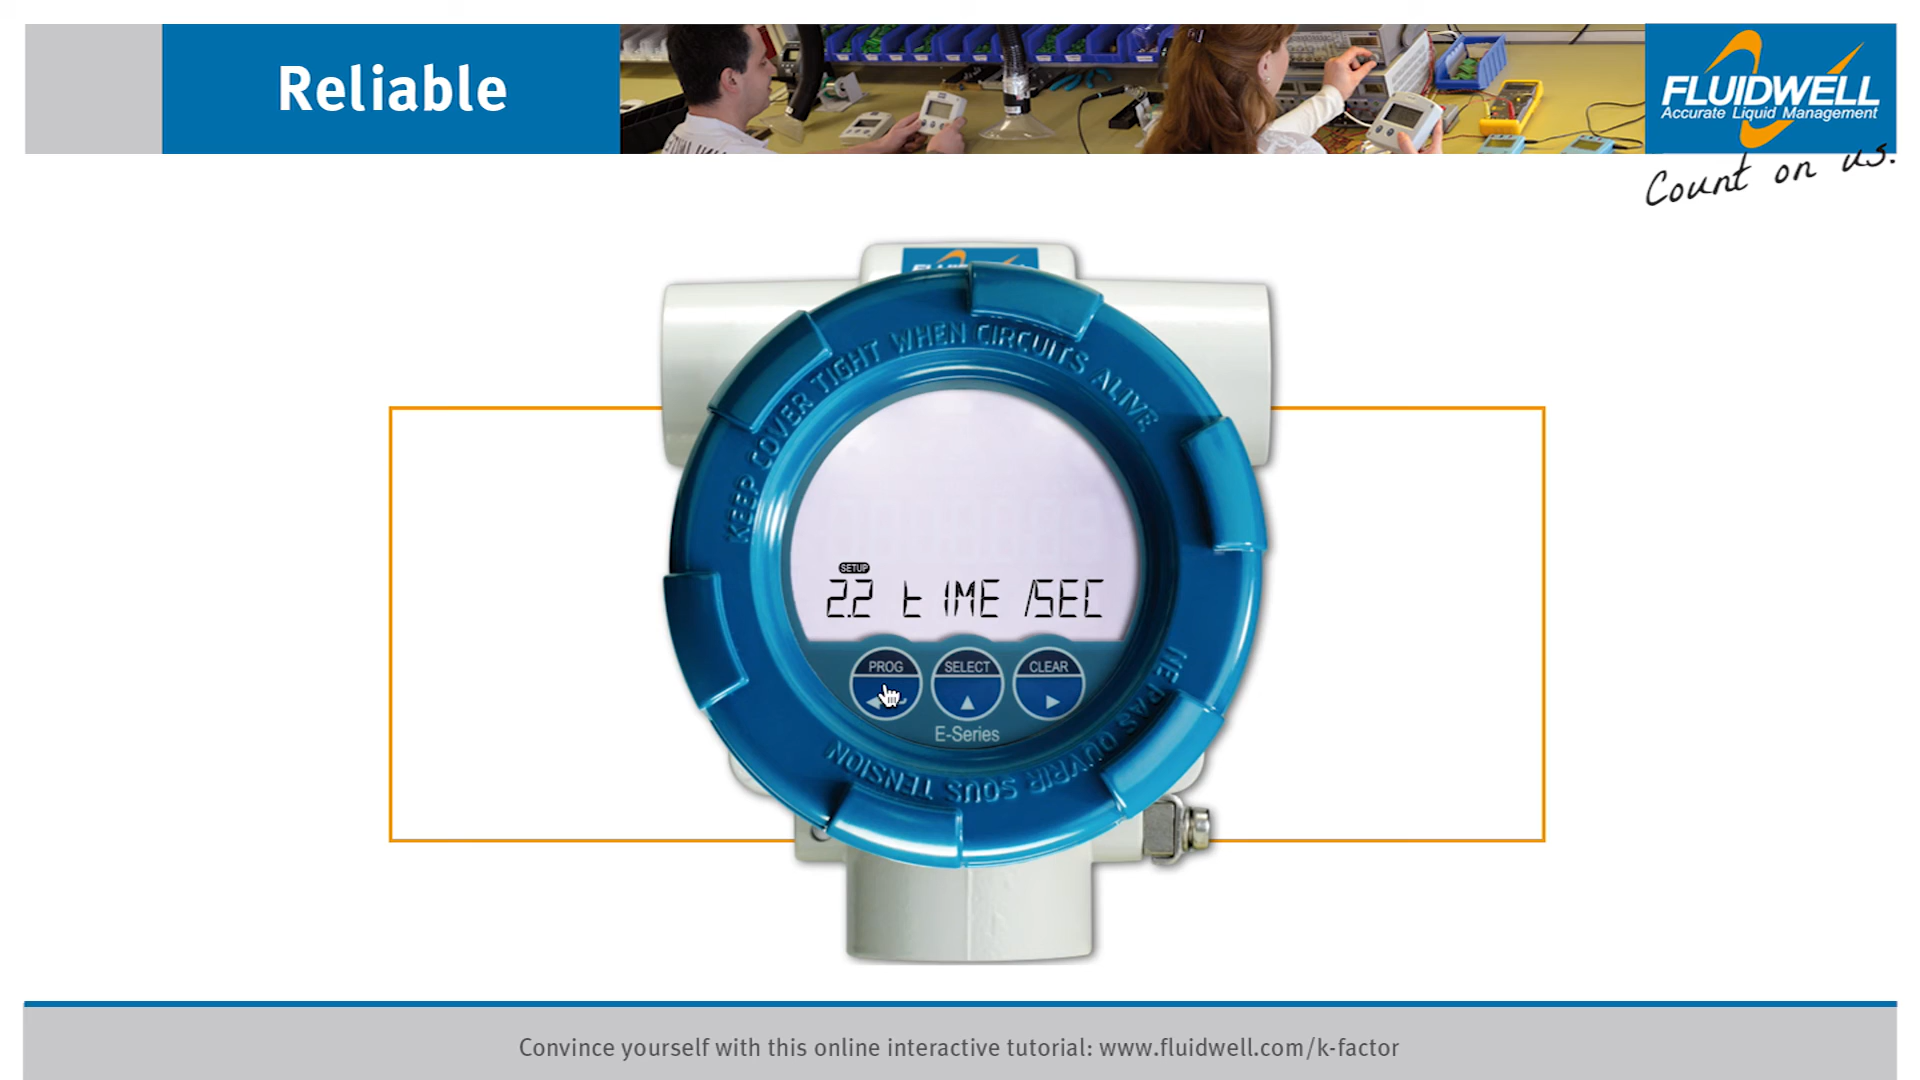 Reliable
FLUIDWELL
Accurate Liquid Management
Count on us.
KEEP COVER TIGHT WHEN CIRCUITS ALIVE
SETUP
2.2 tIME /SEC
PROG
SELECT
CLEAR
E-Series
NE PAS OUVRIR SOUS TENSION
Convince yourself with this online interactive tutorial: www.fluidwell.com/k-factor